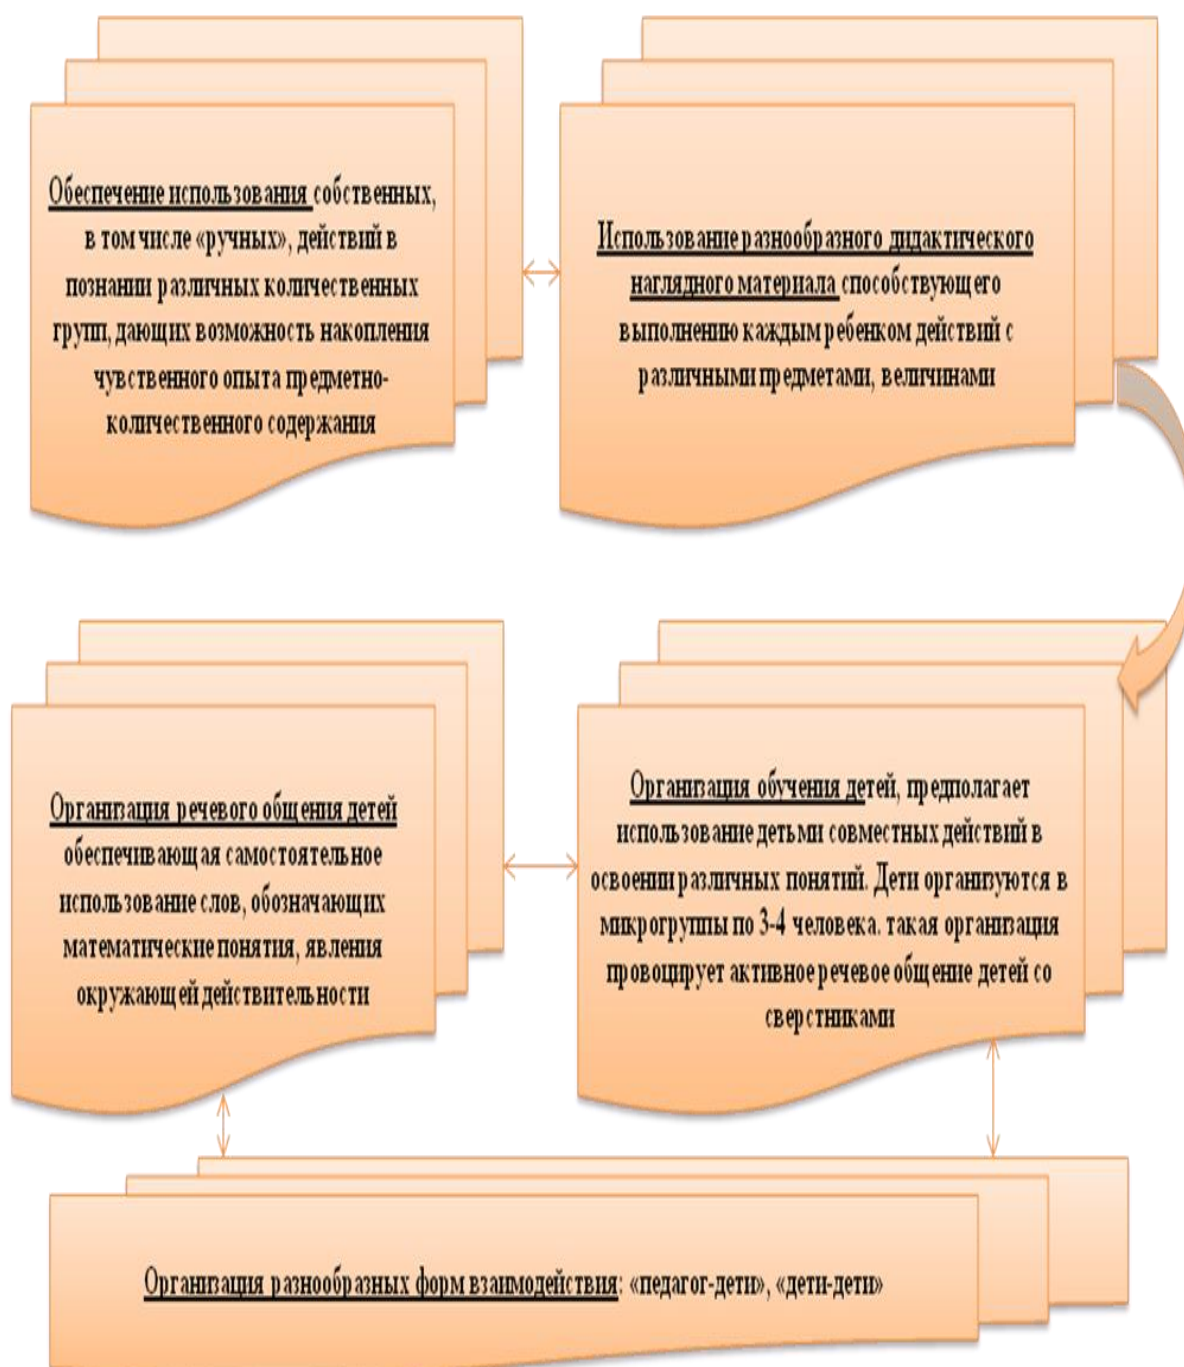 Обеспечение использования собственных,
в том числе «ручных», действий в
познании различных количественных
групп, дающих возможность накопления
чувственного опыта предметно-
количественного содержания
Использование разнообразного дидактического
наглядного материала способствующего
выполнению каждым ребенком действий с
различными предметами, величинами
Организация речевого общения детей
обеспечивающая самостоятельное
использование слов, обозначающих
математические понятия, явления
окружающей действительности
Организация обучения детей, предполагает
использование детьми совместных действий в
освоении различных понятий. Дети организуются в
микрогруппы по 3-4 человека. такая организация
провоцирует активное речевое общение детей со
сверстниками
Организация разнообразных форм взаимодействия: «педагог-дети», «дети-дети»